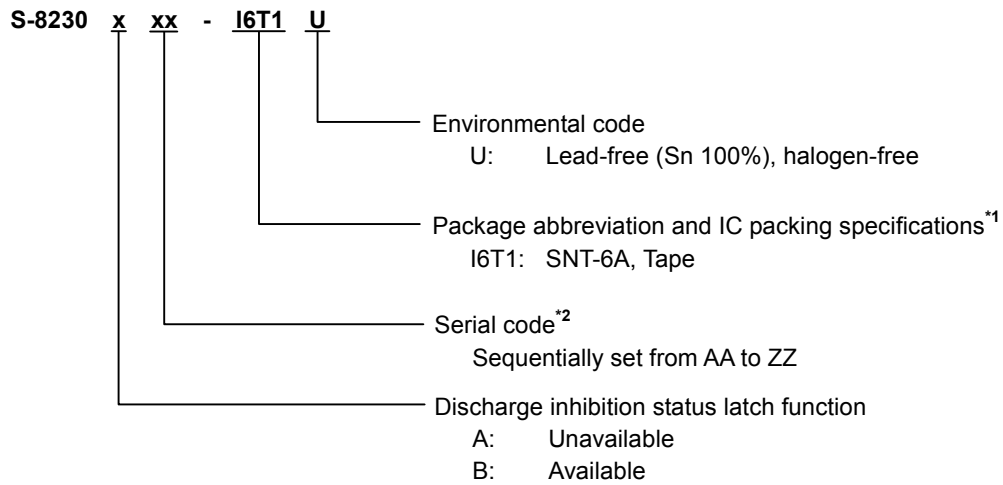 S-8230 x xx - I6T1 U
Environmental code
U: Lead-free (Sn 100%), halogen-free
Package abbreviation and IC packing specifications*1
I6T1: SNT-6A, Tape
Serial code*2
Sequentially set from AA to ZZ
Discharge inhibition status latch function
A: Unavailable
B: Available